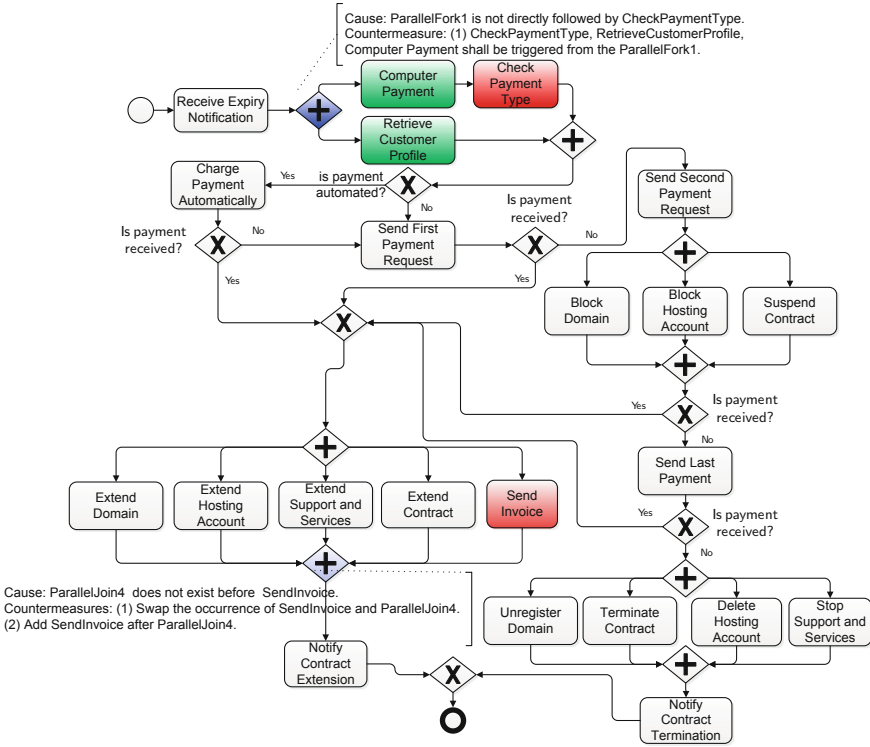 Cause: ParallelFork1 is not directly followed by CheckPaymentType.
Countermeasure: (1) CheckPaymentType, RetrieveCustomerProfile,
Computer Payment shall be triggered from the ParallelFork1.
Receive Expiry
Notification
Computer
Payment
Check
Payment
Type
Retrieve
Customer
Profile
Charge
Payment
Automatically
Yes
is payment
automated?
X
No
Is payment
received?
X
No
Yes
Send First
Payment
Request
Is payment
received?
X
No
Yes
Send Second
Payment
Request
Block
Domain
Block
Hosting
Account
Suspend
Contract
X
Yes
X
Is payment
received?
No
Send Last
Payment
Yes
X
Is payment
received?
No
Extend
Domain
Extend
Hosting
Account
Extend
Support and
Services
Extend
Contract
Send
Invoice
Cause: ParallelJoin4 does not exist before SendInvoice.
Countermeasures: (1) Swap the occurrence of SendInvoice and ParallelJoin4.
(2) Add SendInvoice after ParallelJoin4.
Unregister
Domain
Terminate
Contract
Delete
Hosting
Account
Stop
Support and
Services
Notify
Contract
Extension
X
Notify
Contract
Termination